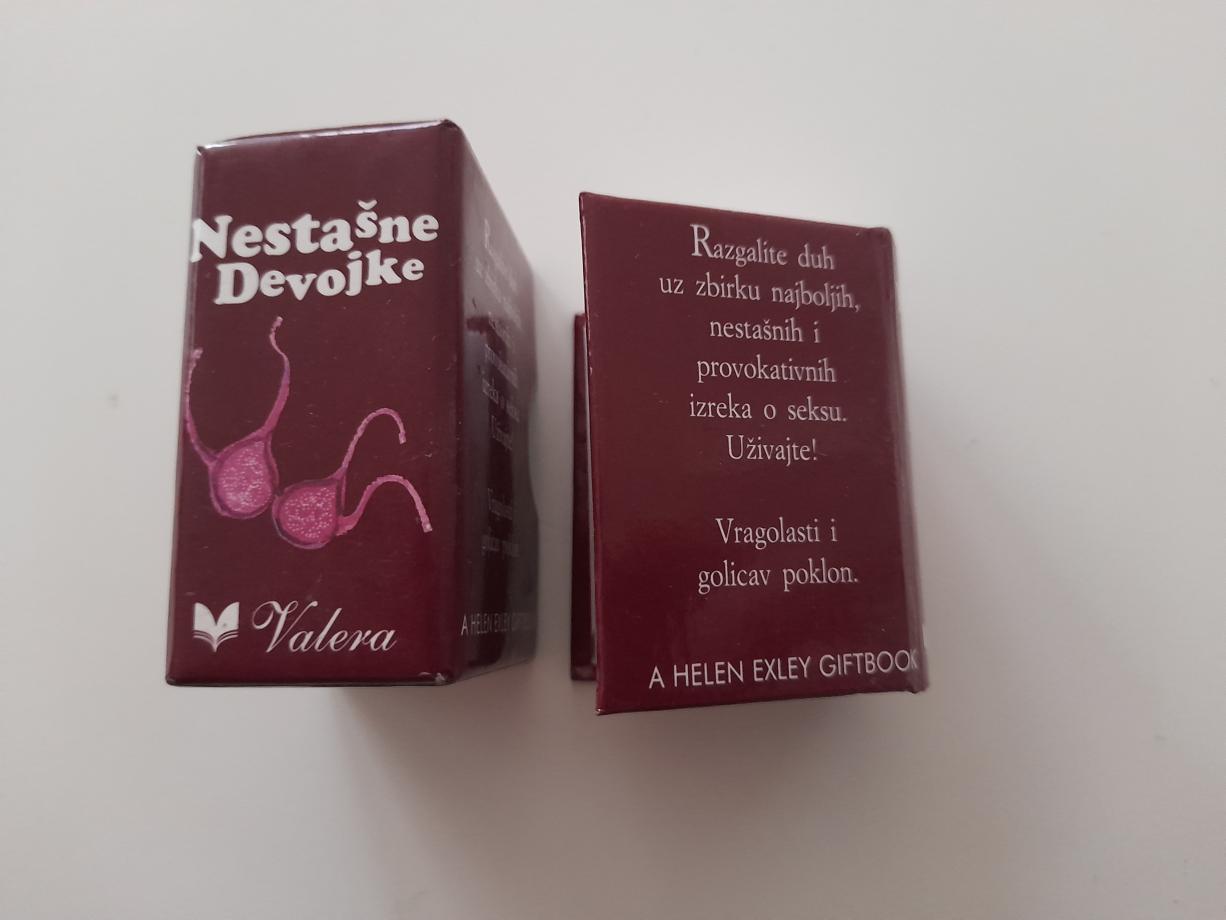 Nestašne
Devojke
Valera
A HELEN EXLEY
Razgalite duh
uz zbirku najboljih,
nestašnih i
provokativnih
izreka o seksu.
Uživajte!
Vragolasti i
golicav poklon.
A HELEN EXLEY GIFTBOOK